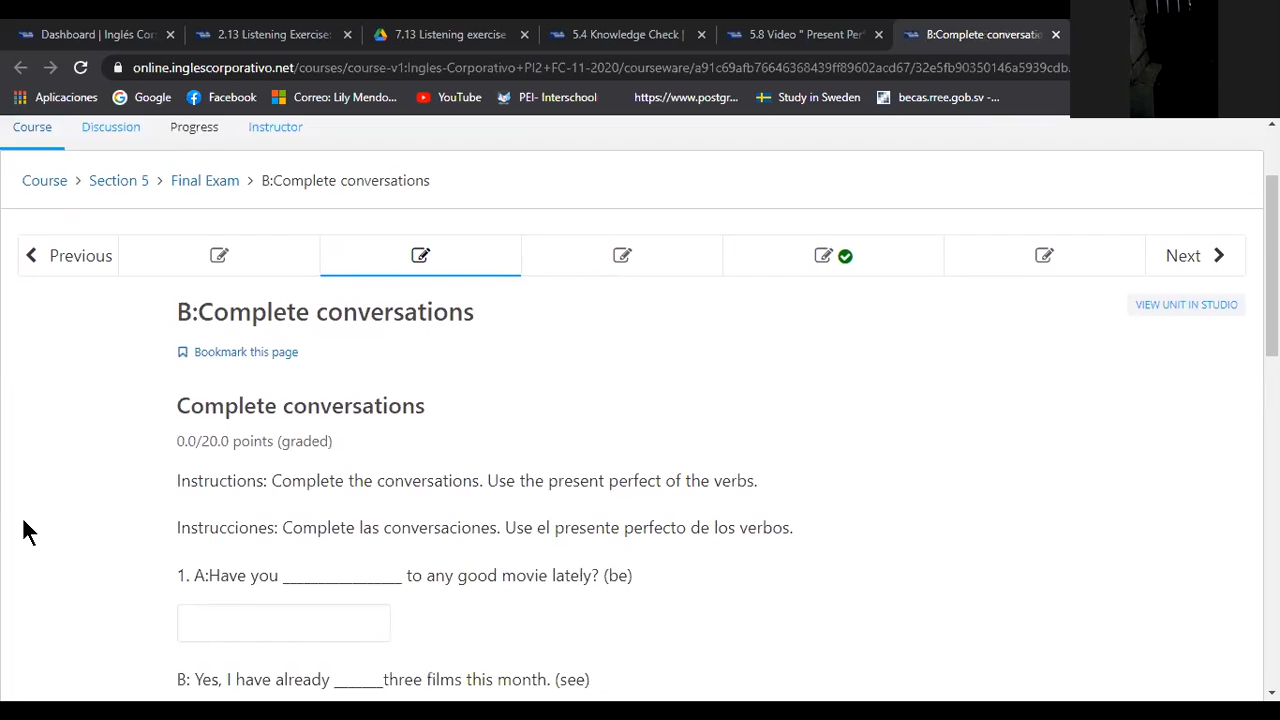 Dashboard | Inglés Cor
2.13 Listening Exercise:
7.13 Listening exercise
5.4 Knowledge Check |
5.8 Video " Present Per
B:Complete conversatio
online.inglescorporativo.net/courses/course-v1:Ingles-Corporativo+PI2+FC-11-2020/courseware/a91c69afb76646368439ff89602acd67/32e5fb90350146a5939cdb.
Aplicaciones
Google
Facebook
Correo: Lily Mendo...
YouTube
PEI- Interschool
https://www.postgr...
Study in Sweden
becas.rree.gob.sv -...
Course
Discussion
Progress
Instructor
Course > Section 5 > Final Exam > B:Complete conversations
Previous
Next
B:Complete conversations
VIEW UNIT IN STUDIO
Bookmark this page
Complete conversations
0.0/20.0 points (graded)
Instructions: Complete the conversations. Use the present perfect of the verbs.
Instrucciones: Complete las conversaciones. Use el presente perfecto de los verbos.
1. A:Have you ________________ to any good movie lately? (be)
B: Yes, I have already ______three films this month. (see)